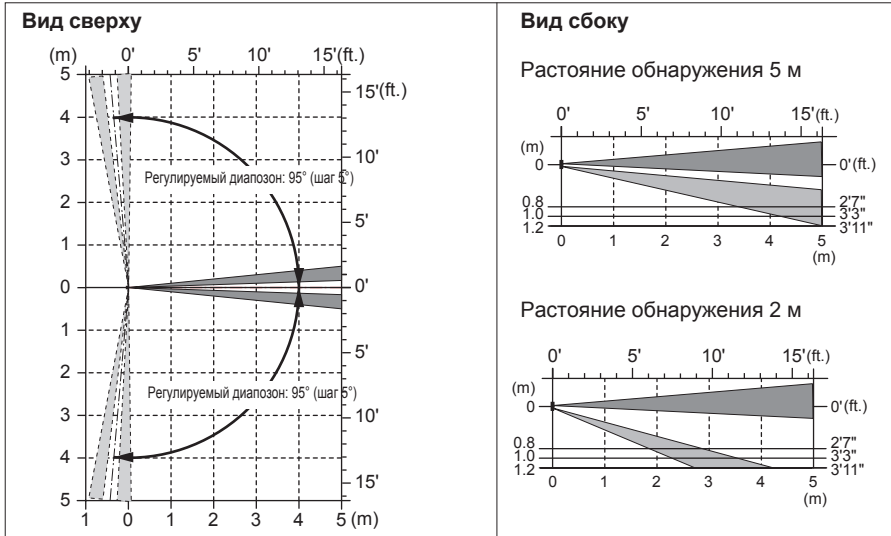 Вид сверху
(m) 0' 5' 10' 15'(ft.)
5
15'(ft.)
4
3
10'
Регулируемый диапозон: 95° (шаг 5°)
2
5'
1
0 0'
1
5'
2
Регулируемый диапозон: 95° (шаг 5°)
3
10'
4
15'
5
1 0 1 2 3 4 5 (m)
Вид сбоку
Растояние обнаружения 5 м
0' 5' 10' 15'(ft.)
(m)
0 0'(ft.)
0.8 2'7"
1.0 3'3"
1.2 3'11"
0 1 2 3 4 5
(m)
Растояние обнаружения 2 м
0' 5' 10' 15'(ft.)
(m)
0 0'(ft.)
0.8 2'7"
1.0 3'3"
1.2 3'11"
0 1 2 3 4 5
(m)